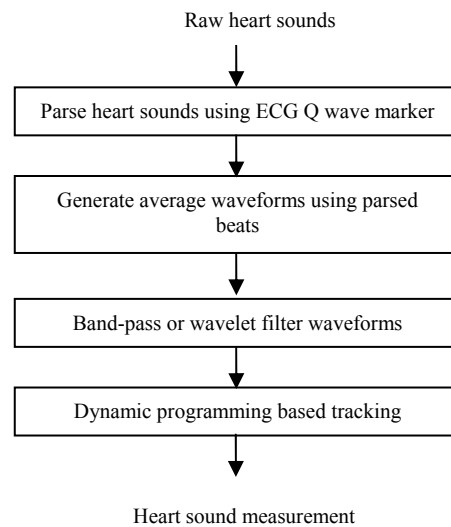 Raw heart sounds
Parse heart sounds using ECG Q wave marker
Generate average waveforms using parsed
beats
Band-pass or wavelet filter waveforms
Dynamic programming based tracking
Heart sound measurement